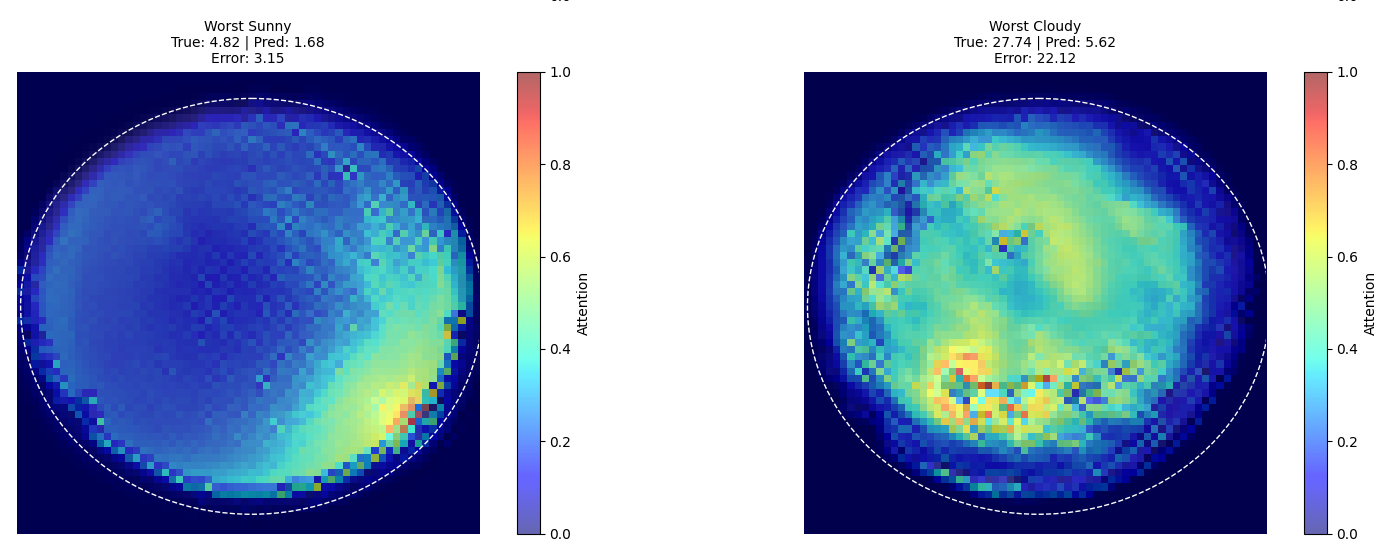 Worst Sunny
True: 4.82 | Pred: 1.68
Error: 3.15
1.0
0.8
0.6
0.4
0.2
0.0
Attention
Worst Cloudy
True: 27.74 | Pred: 5.62
Error: 22.12
1.0
0.8
0.6
0.4
0.2
0.0
Attention